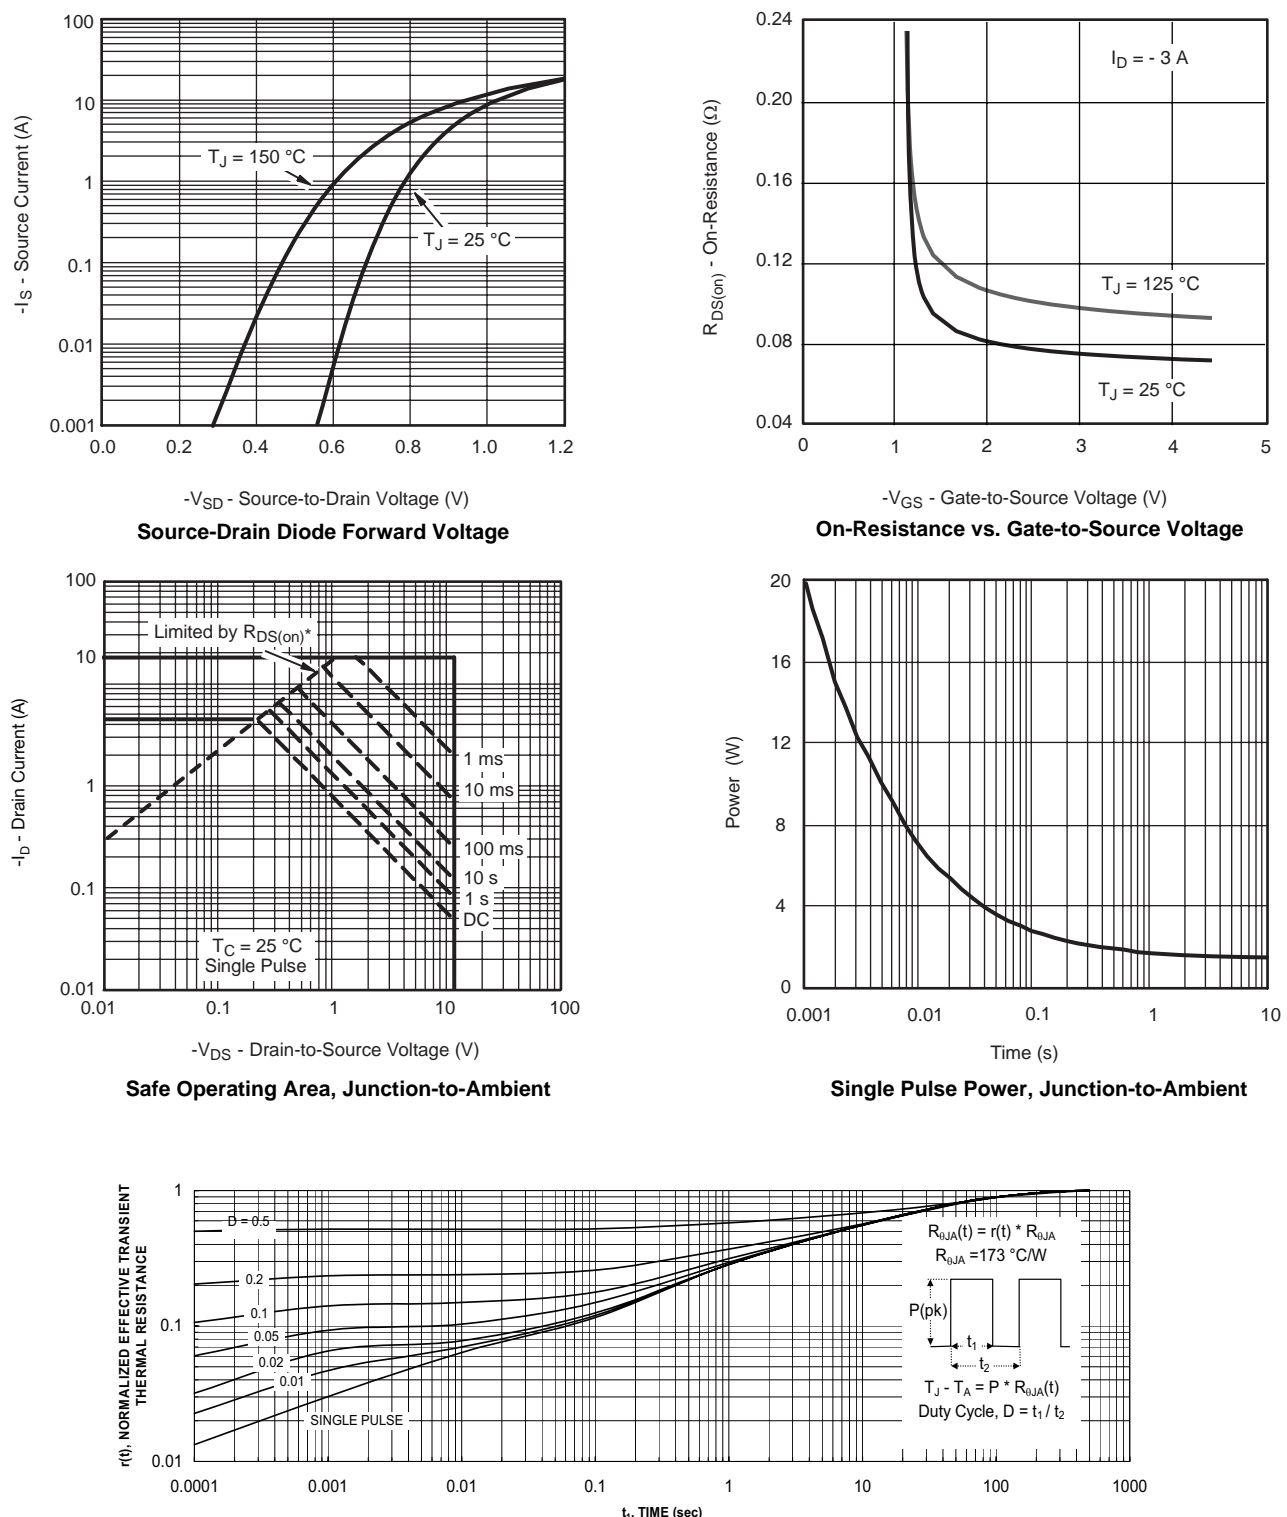 100
10
1
0.1
0.01
0.001
-I_S - Source Current (A)
T_J = 150 °C
T_J = 25 °C
0.0 0.2 0.4 0.6 0.8 1.0 1.2
-V_SD - Source-to-Drain Voltage (V)
Source-Drain Diode Forward Voltage
0.24
0.20
0.16
0.12
0.08
0.04
R_DS(on) - On-Resistance (Ω)
I_D = - 3 A
T_J = 125 °C
T_J = 25 °C
0 1 2 3 4 5
-V_GS - Gate-to-Source Voltage (V)
On-Resistance vs. Gate-to-Source Voltage
100
10
1
0.1
0.01
-I_D - Drain Current (A)
Limited by R_DS(on)*
1 ms
10 ms
100 ms
10 s
1 s
DC
T_C = 25 °C
Single Pulse
0.01 0.1 1 10 100
-V_DS - Drain-to-Source Voltage (V)
Safe Operating Area, Junction-to-Ambient
20
16
12
8
4
0
Power (W)
0.001 0.01 0.1 1 10
Time (s)
Single Pulse Power, Junction-to-Ambient
r(t), NORMALIZED EFFECTIVE TRANSIENT
THERMAL RESISTANCE
1
0.1
0.01
D = 0.5
0.2
0.1
0.05
0.02
0.01
SINGLE PULSE
R_θJA(t) = r(t) * R_θJA
R_θJA =173 °C/W
P(pk)
t_1
t_2
T_J - T_A = P * R_θJA(t)
Duty Cycle, D = t_1 / t_2
0.0001 0.001 0.01 0.1 1 10 100 1000
t_1, TIME (sec)